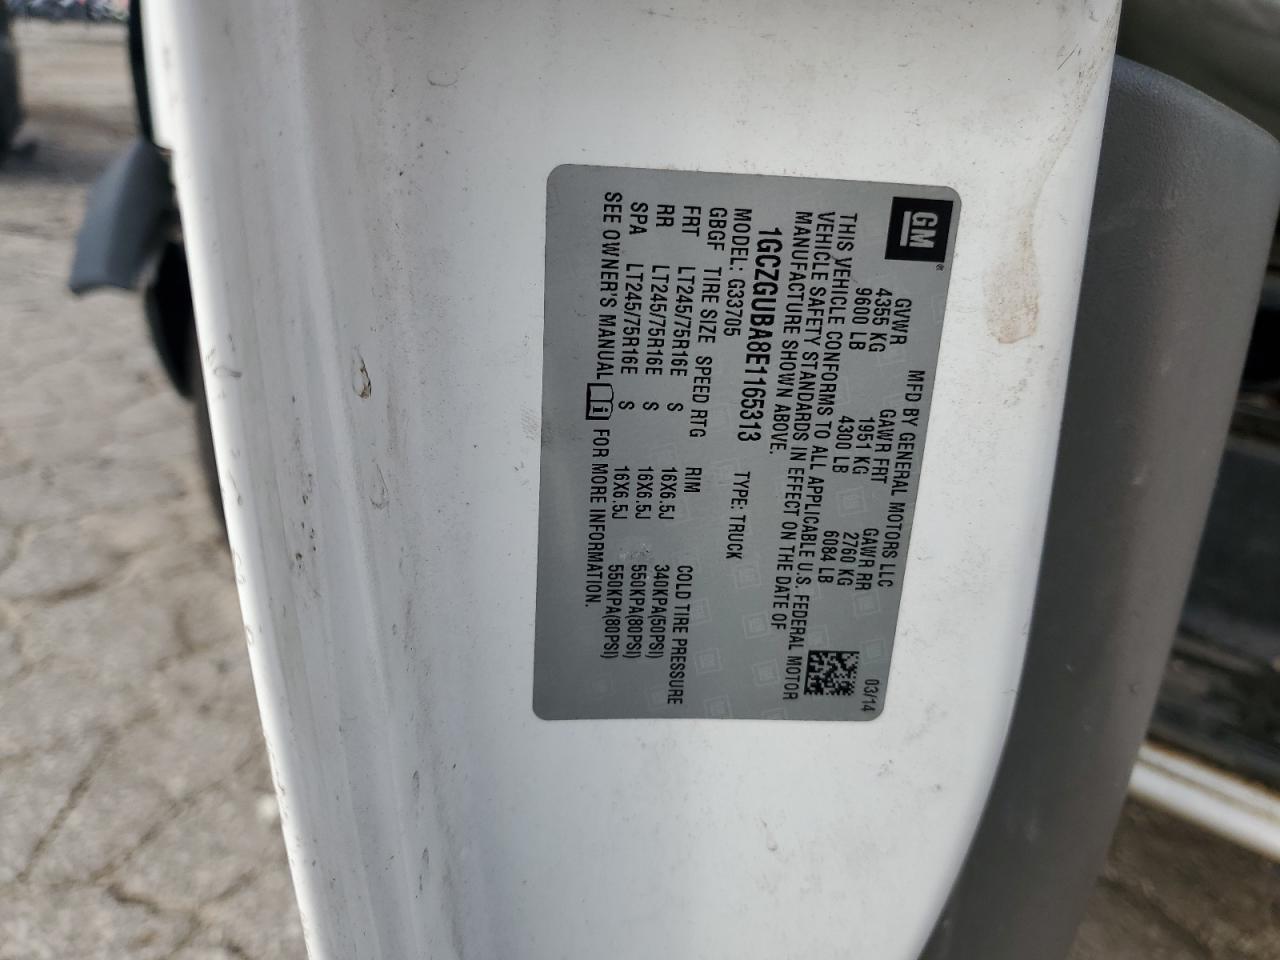 GM
MFD BY GENERAL MOTORS LLC
03/14
GVWR GAWR FRT GAWR RR
4355 KG 1951 KG 2760 KG
9600 LB 4300 LB 6084 LB
THIS VEHICLE CONFORMS TO ALL APPLICABLE U.S. FEDERAL MOTOR
VEHICLE SAFETY STANDARDS IN EFFECT ON THE DATE OF
MANUFACTURE SHOWN ABOVE.
1GCZGUBA8E1165313 TYPE: TRUCK
MODEL: G33705
GBGF TIRE SIZE SPEED RTG RIM COLD TIRE PRESSURE
FRT LT245/75R16E S 16X6.5J 340KPA(50PSI)
RR LT245/75R16E S 16X6.5J 550KPA(80PSI)
SPA LT245/75R16E S 16X6.5J 550KPA(80PSI)
SEE OWNER'S MANUAL FOR MORE INFORMATION.